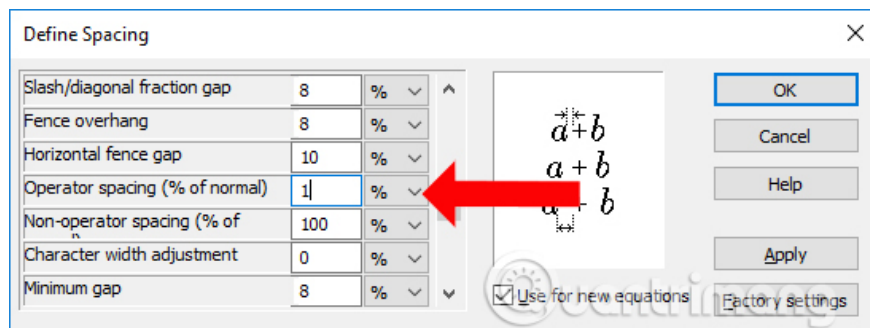 Define Spacing
Slash/diagonal fraction gap 8 %
Fence overhang 8 %
Horizontal fence gap 10 %
Operator spacing (% of normal) 1 %
Non-operator spacing (% of 100 %
Character width adjustment 0 %
Minimum gap 8 %
a+b
a + b
a + b
Use for new equations
OK
Cancel
Help
Apply
Factory settings
uantrimang